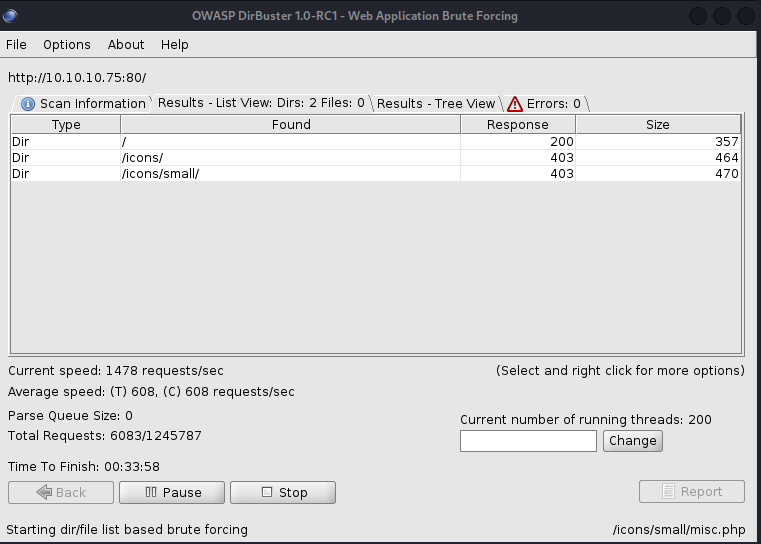 OWASP DirBuster 1.0-RC1 - Web Application Brute Forcing
File Options About Help
http://10.10.10.75:80/
Scan Information Results - List View: Dirs: 2 Files: 0 Results - Tree View Errors: 0
Type Found Response Size
Dir / 200 357
Dir /icons/ 403 464
Dir /icons/small/ 403 470
Current speed: 1478 requests/sec (Select and right click for more options)
Average speed: (T) 608, (C) 608 requests/sec
Parse Queue Size: 0
Current number of running threads: 200
Total Requests: 6083/1245787
Change
Time To Finish: 00:33:58
Back Pause Stop Report
Starting dir/file list based brute forcing /icons/small/misc.php